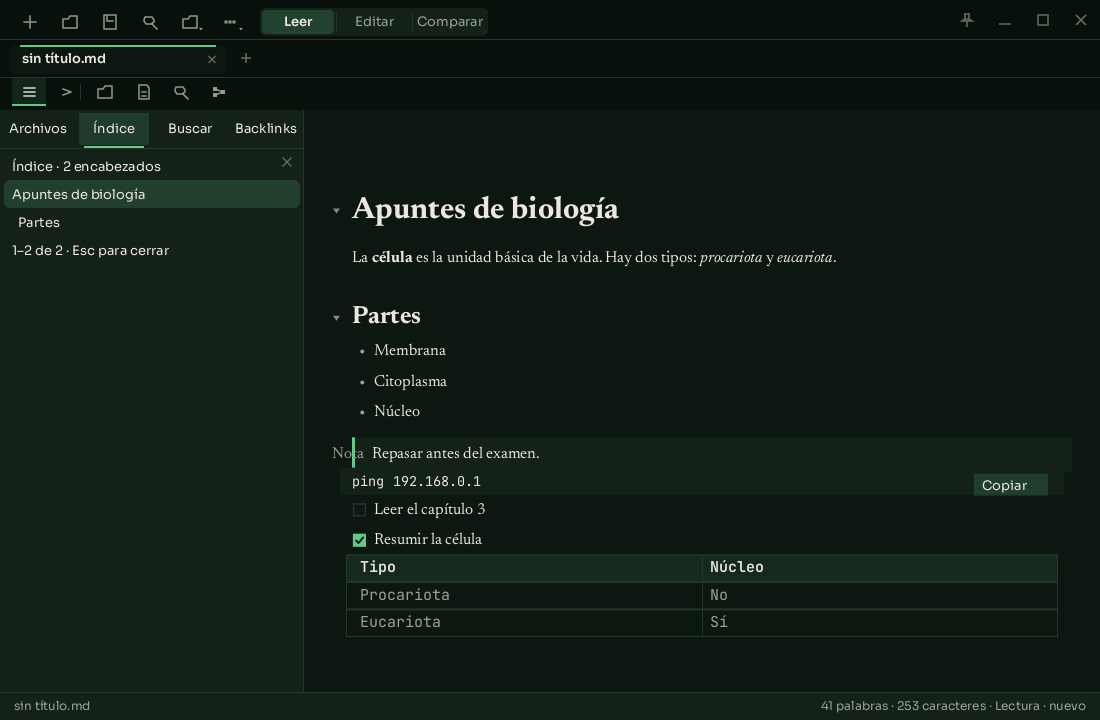 Leer Editar Comparar
sin título.md
Archivos Índice Buscar Backlinks
Índice · 2 encabezados
Apuntes de biología
Partes
1–2 de 2 · Esc para cerrar
Apuntes de biología
La célula es la unidad básica de la vida. Hay dos tipos: procariota y eucariota.
Partes
• Membrana
• Citoplasma
• Núcleo
Nota Repasar antes del examen.
ping 192.168.0.1
Copiar
Leer el capítulo 3
Resumir la célula
Tipo Núcleo
Procariota No
Eucariota Sí
sin título.md 41 palabras · 253 caracteres · Lectura · nuevo